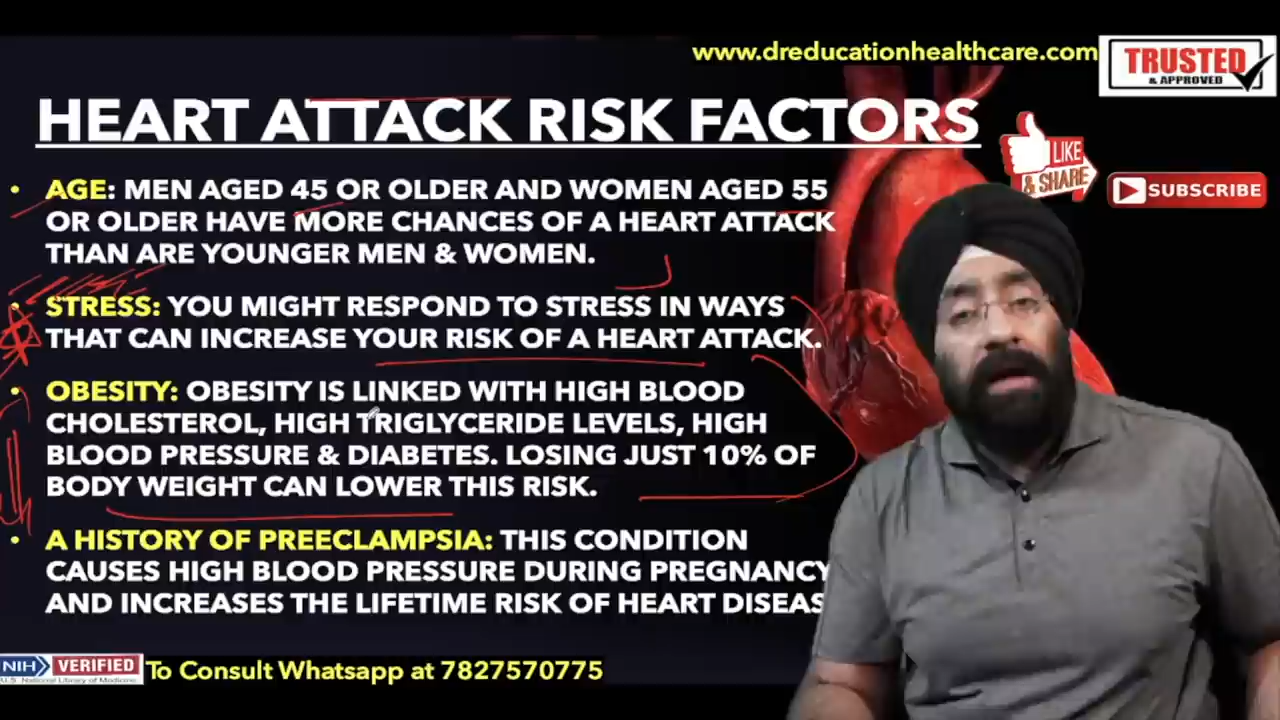 www.dreducationhealthcare.com
TRUSTED
& APPROVED
HEART ATTACK RISK FACTORS
LIKE
& SHARE
SUBSCRIBE
• AGE: MEN AGED 45 OR OLDER AND WOMEN AGED 55
OR OLDER HAVE MORE CHANCES OF A HEART ATTACK
THAN ARE YOUNGER MEN & WOMEN.
• STRESS: YOU MIGHT RESPOND TO STRESS IN WAYS
THAT CAN INCREASE YOUR RISK OF A HEART ATTACK.
• OBESITY: OBESITY IS LINKED WITH HIGH BLOOD
CHOLESTEROL, HIGH TRIGLYCERIDE LEVELS, HIGH
BLOOD PRESSURE & DIABETES. LOSING JUST 10% OF
BODY WEIGHT CAN LOWER THIS RISK.
• A HISTORY OF PREECLAMPSIA: THIS CONDITION
CAUSES HIGH BLOOD PRESSURE DURING PREGNANCY
AND INCREASES THE LIFETIME RISK OF HEART DISEAS
NIH VERIFIED
U.S. National Library of Medicine
To Consult Whatsapp at 7827570775